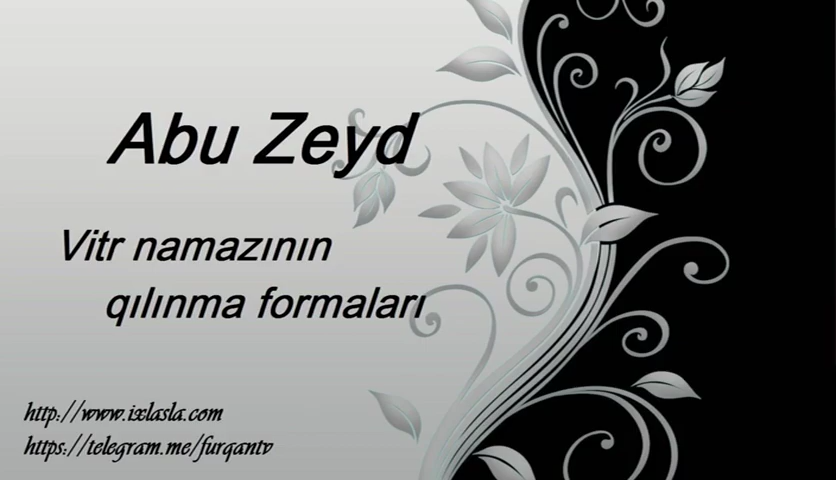 Abu Zeyd
Vitr namazının
qılınma formaları
http://www.ixlasla.com
https://telegram.me/furqantv